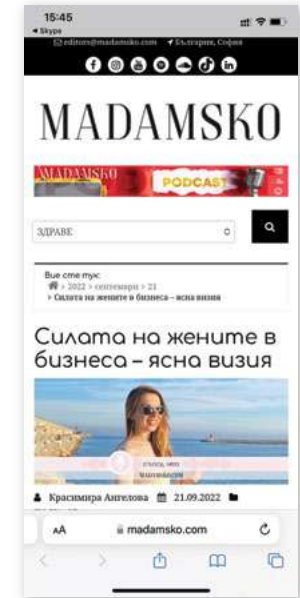 15:45
◂ Skype
editors@madamsko.com България, София
MADAMSKO
MADAMSKO PODCAST
ЗДРАВЕ
Вие сте тук:
> 2022 > септември > 21
> Силата на жените в бизнеса – ясна визия
Силата на жените в
бизнеса – ясна визия
Красимира Ангелова 21.09.2022
AA madamsko.com